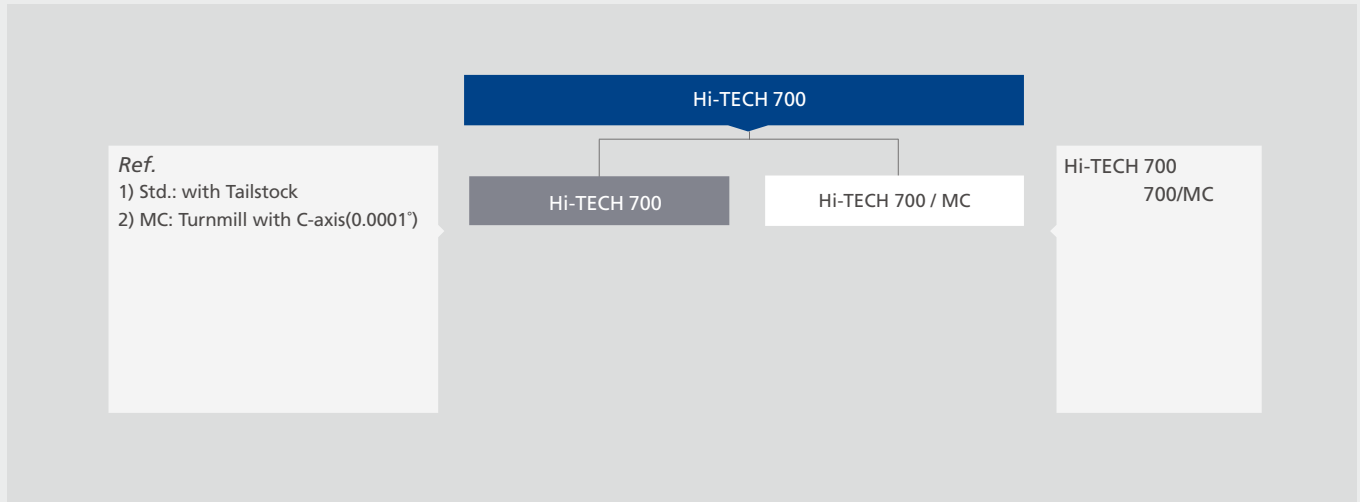 Hi-TECH 700
Ref.
1) Std.: with Tailstock
2) MC: Turnmill with C-axis(0.0001°)
Hi-TECH 700
Hi-TECH 700 / MC
Hi-TECH 700
700/MC